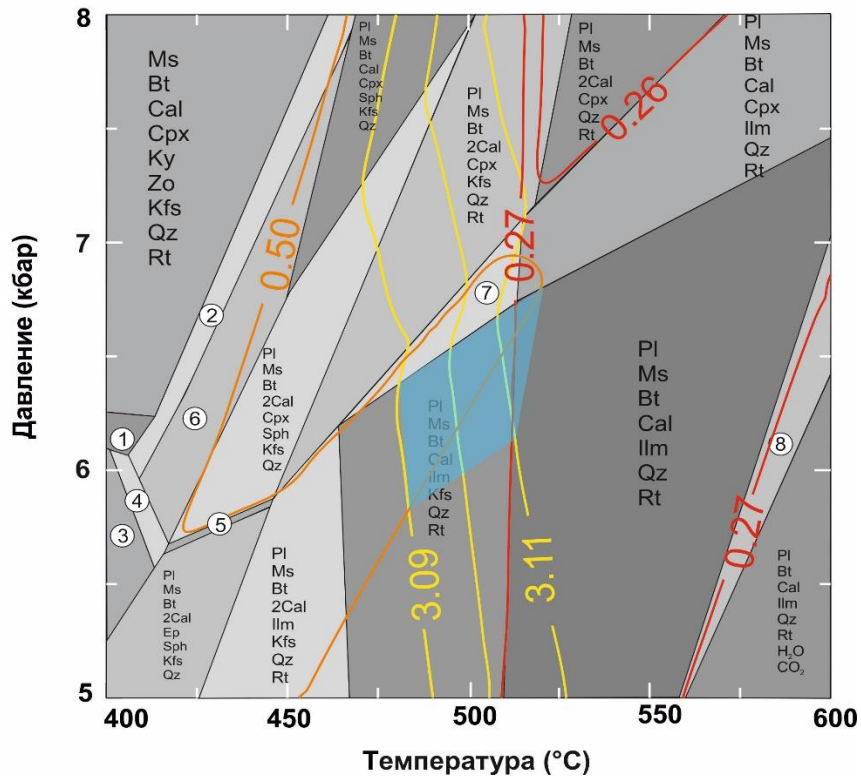 8
7
6
5
Давление (кбар)
400
450
500
550
600
Температура (°C)
Ms
Bt
Cal
Cpx
Ky
Zo
Kfs
Qz
Rt
Pl
Ms
Bt
Cal
Cpx
Sph
Kfs
Qz
Pl
Ms
Bt
2Cal
Cpx
Kfs
Qz
Rt
Pl
Ms
Bt
2Cal
Cpx
Qz
Rt
Pl
Ms
Bt
Cal
Cpx
Ilm
Qz
Rt
0.50
0.26
0.27
2
7
6
1
4
3
5
8
Pl
Ms
Bt
2Cal
Cpx
Sph
Kfs
Qz
Pl
Ms
Bt
Cal
Ilm
Kfs
Qz
Rt
Pl
Ms
Bt
Cal
Ilm
Qz
Rt
Pl
Ms
Bt
2Cal
Ep
Sph
Kfs
Qz
Pl
Ms
Bt
2Cal
Ilm
Kfs
Qz
Rt
3.09
3.11
0.27
Pl
Bt
Cal
Ilm
Qz
Rt
H₂O
CO₂